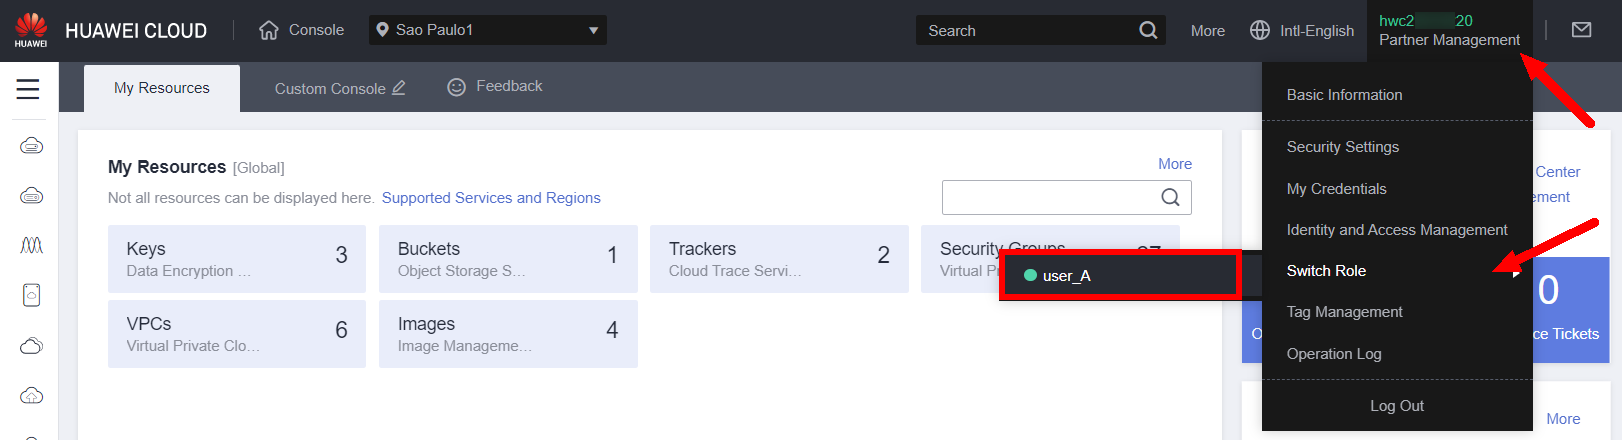 HUAWEI
HUAWEI CLOUD
Console
Sao Paulo1
Search
More
Intl-English
hwc2 20
Partner Management
My Resources
Custom Console
Feedback
My Resources [Global]
More
Not all resources can be displayed here. Supported Services and Regions
Keys 3
Data Encryption ...
Buckets 1
Object Storage S...
Trackers 2
Cloud Trace Servi...
Security Groups
Virtual
VPCs 6
Virtual Private Clo...
Images 4
Image Manageme...
user_A
Basic Information
Security Settings
My Credentials
Identity and Access Management
Switch Role
Tag Management
Operation Log
Log Out
Center
ement
0
ce Tickets
More